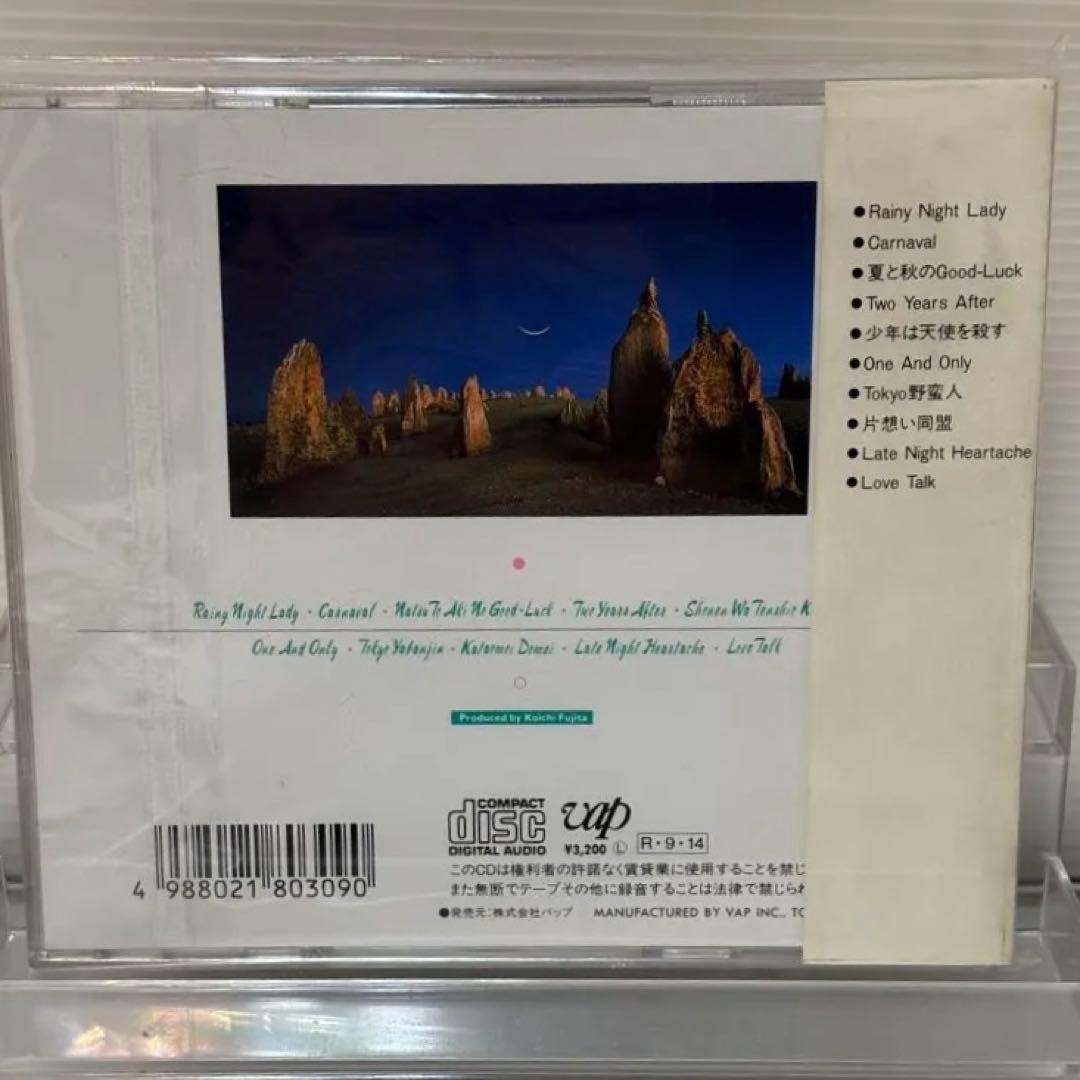 ●Rainy Night Lady
●Carnaval
●夏と秋のGood-Luck
●Two Years After
●少年は天使を殺す
●One And Only
●Tokyo野蛮人
●片想い同盟
●Late Night Heartache
●Love Talk
Rainy Night Lady · Carnaval · Natsu To Aki No Good-Luck · Two Years After · Shonen Wa Tenshio K
One And Only · Tokyo Yabanjin · Kataomoi Domei · Late Night Heartache · Love Talk
Produced by Koichi Fujita
COMPACT
disc
DIGITAL AUDIO
vap
¥3,200 Ⓛ R・9・14
このCDは権利者の許諾なく賃貸業に使用することを禁じ
また無断でテープその他に録音することは法律で禁じられ
●発売元:株式会社バップ MANUFACTURED BY VAP INC., TO
4 988021 803090